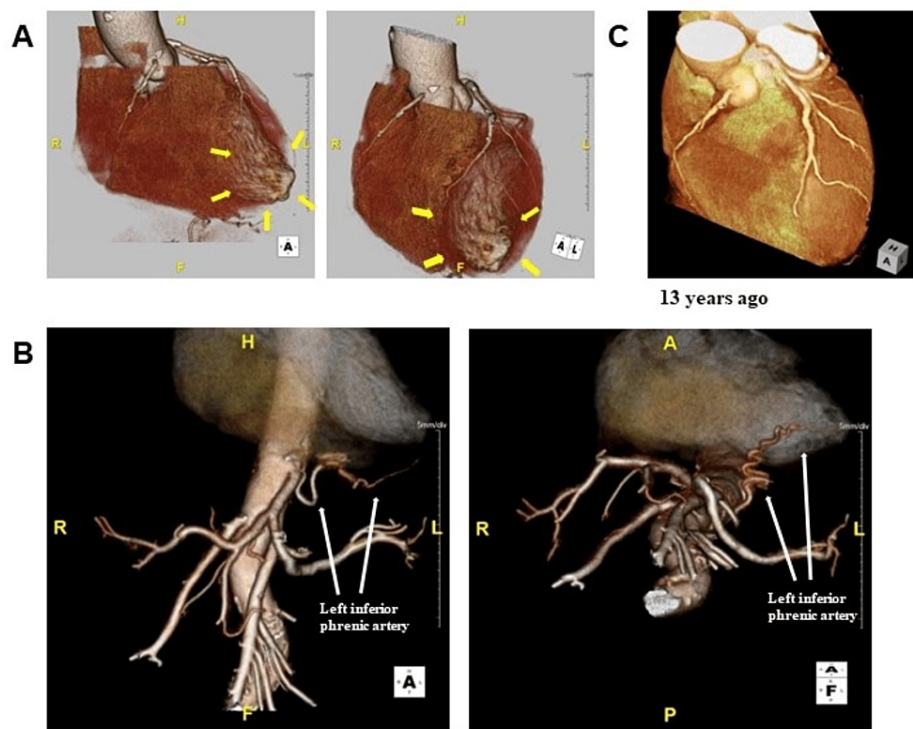 A
H
R
L
A
F
H
A L
F
C
H
A
13 years ago
B
H
5mm/div
R
L
Left inferior
phrenic artery
A
F
A
5mm/div
R
L
Left inferior
phrenic artery
A
F
P